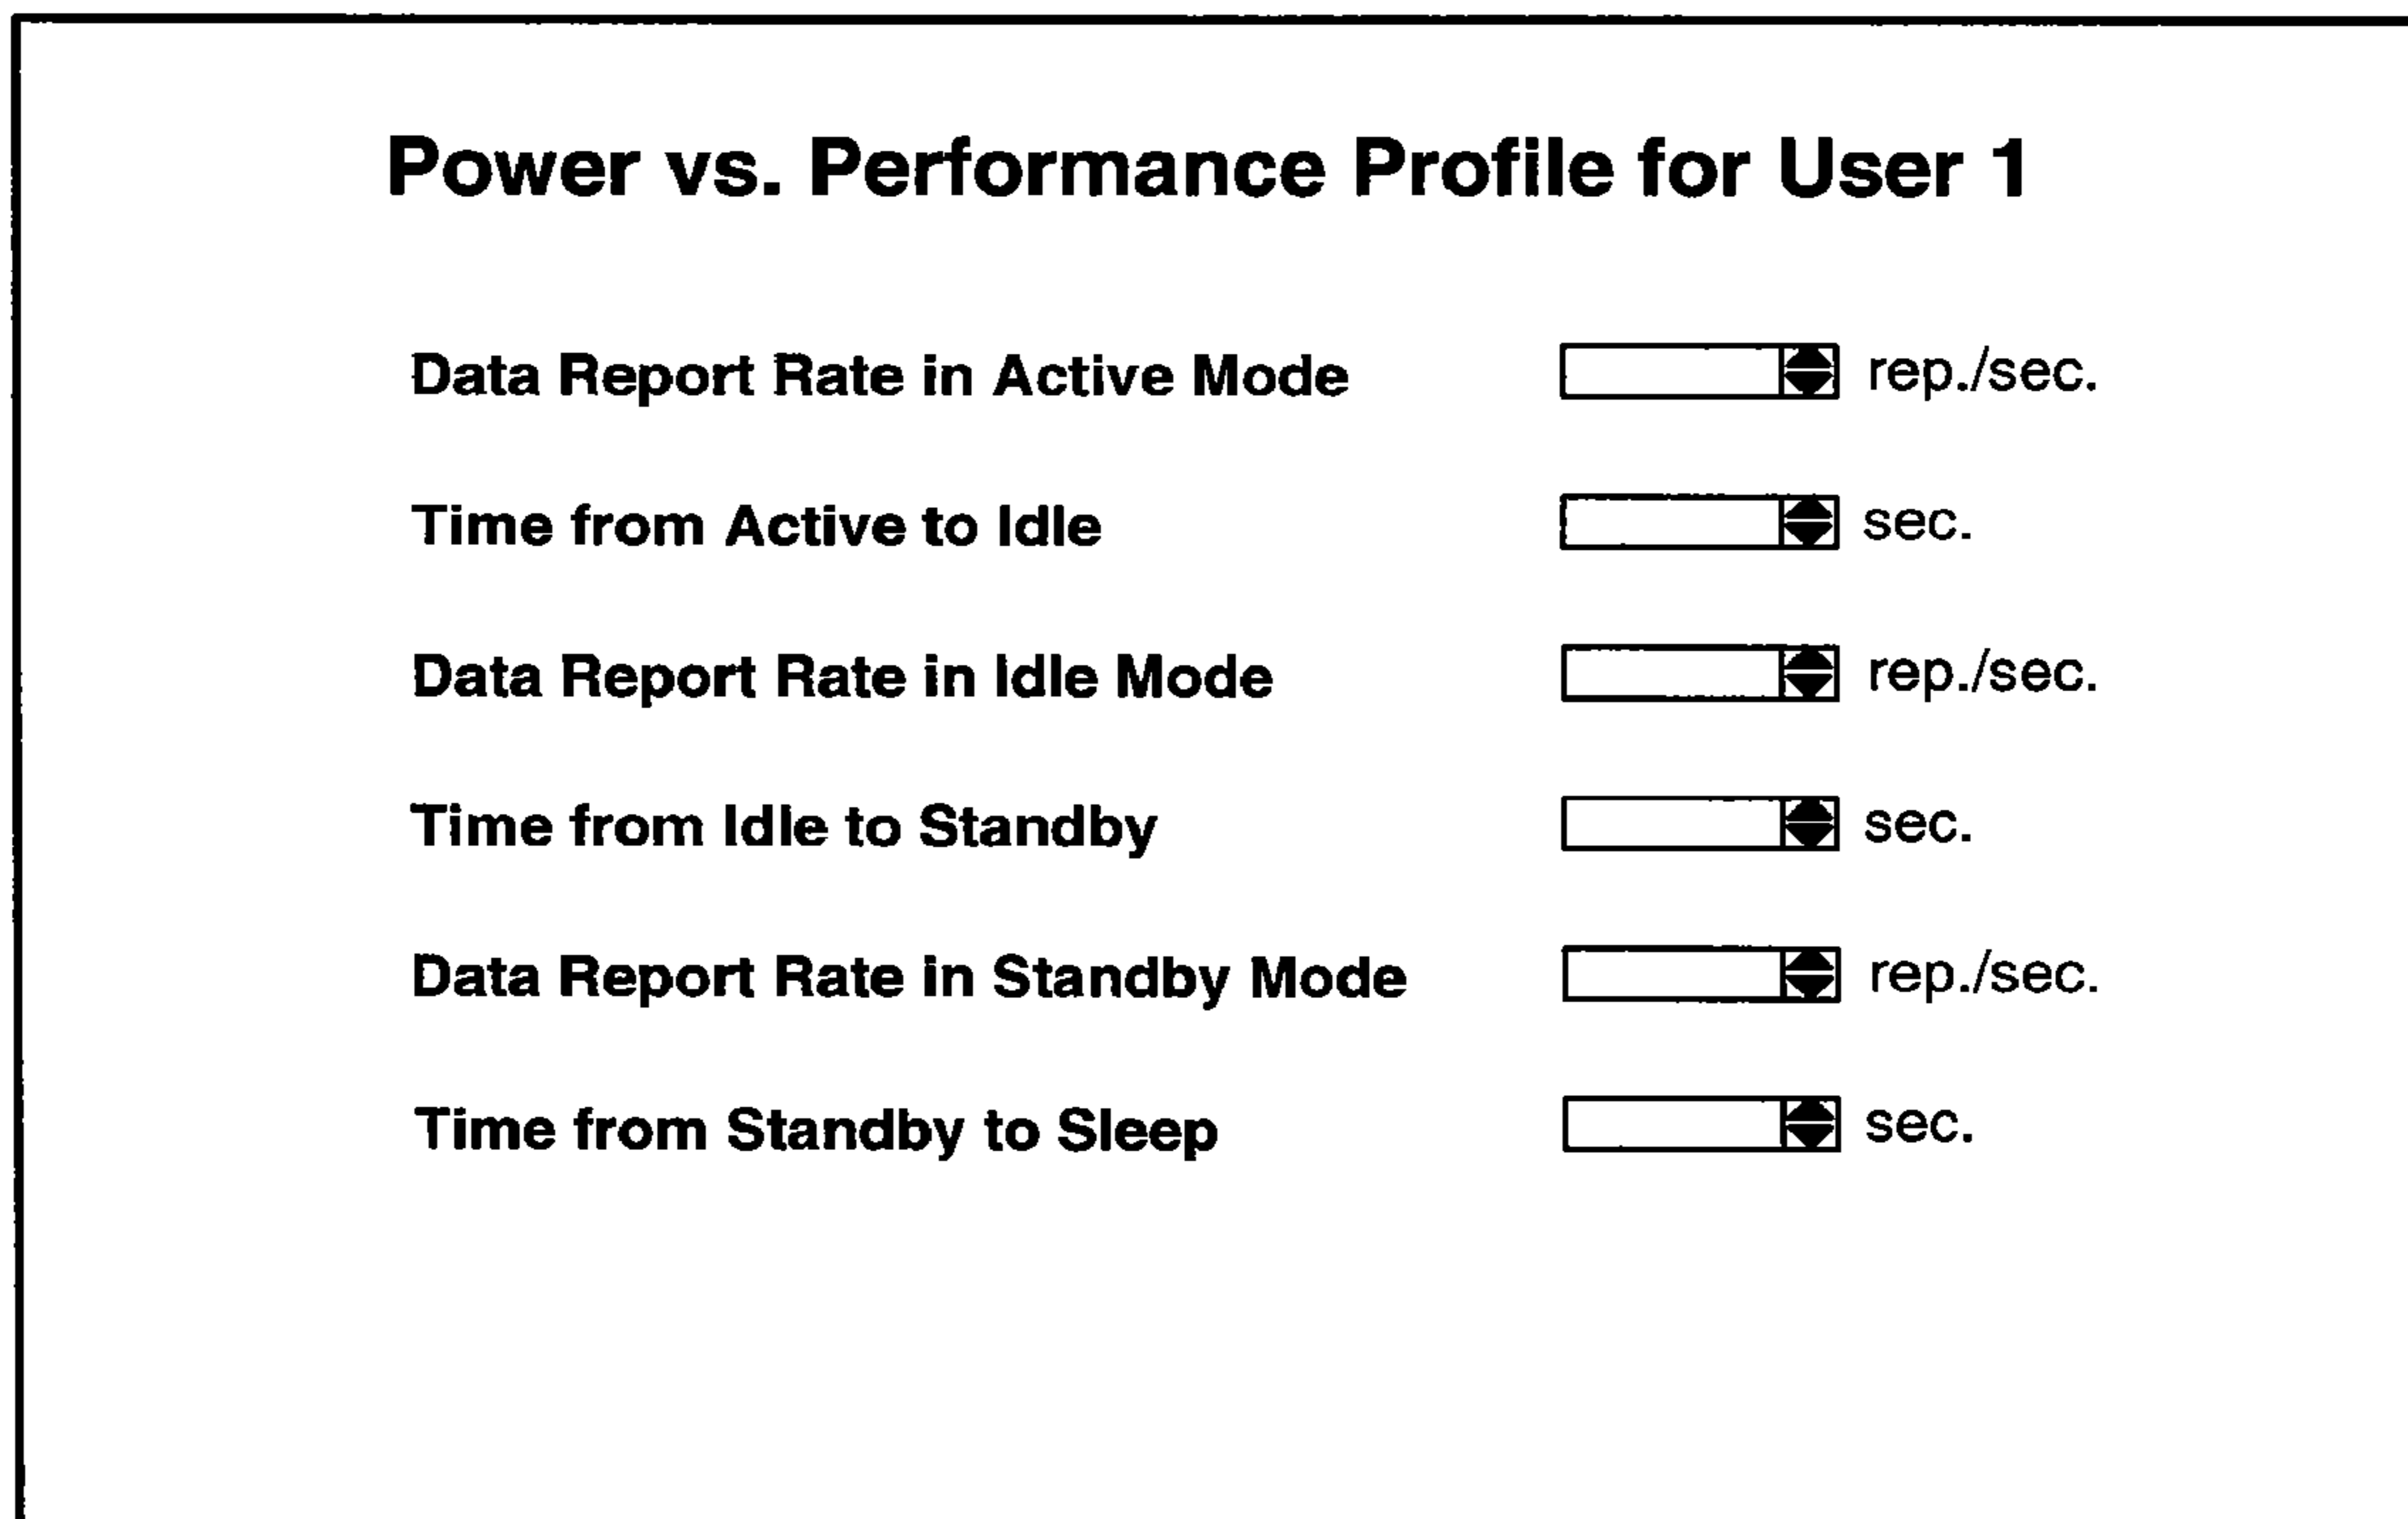 Power vs. Performance Profile for User 1
Data Report Rate in Active Mode rep./sec.
Time from Active to Idle sec.
Data Report Rate in Idle Mode rep./sec.
Time from Idle to Standby sec.
Data Report Rate in Standby Mode rep./sec.
Time from Standby to Sleep sec.